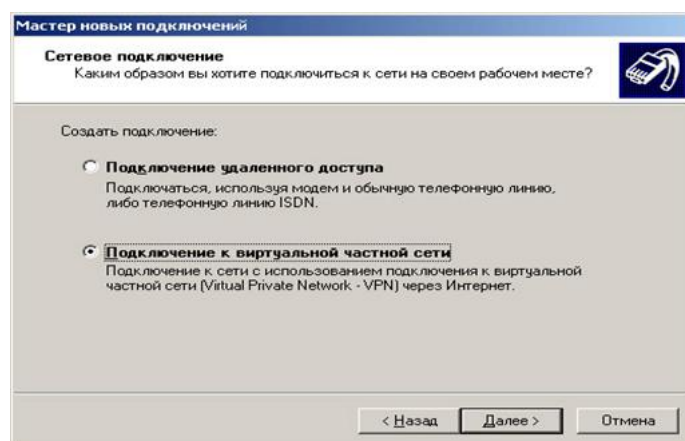 Мастер новых подключений
Сетевое подключение
Каким образом вы хотите подключиться к сети на своем рабочем месте?
Создать подключение:
Подключение удаленного доступа
Подключаться, используя модем и обычную телефонную линию,
либо телефонную линию ISDN.
Подключение к виртуальной частной сети
Подключение к сети с использованием подключения к виртуальной
частной сети (Virtual Private Network - VPN) через Интернет.
< Назад Далее > Отмена